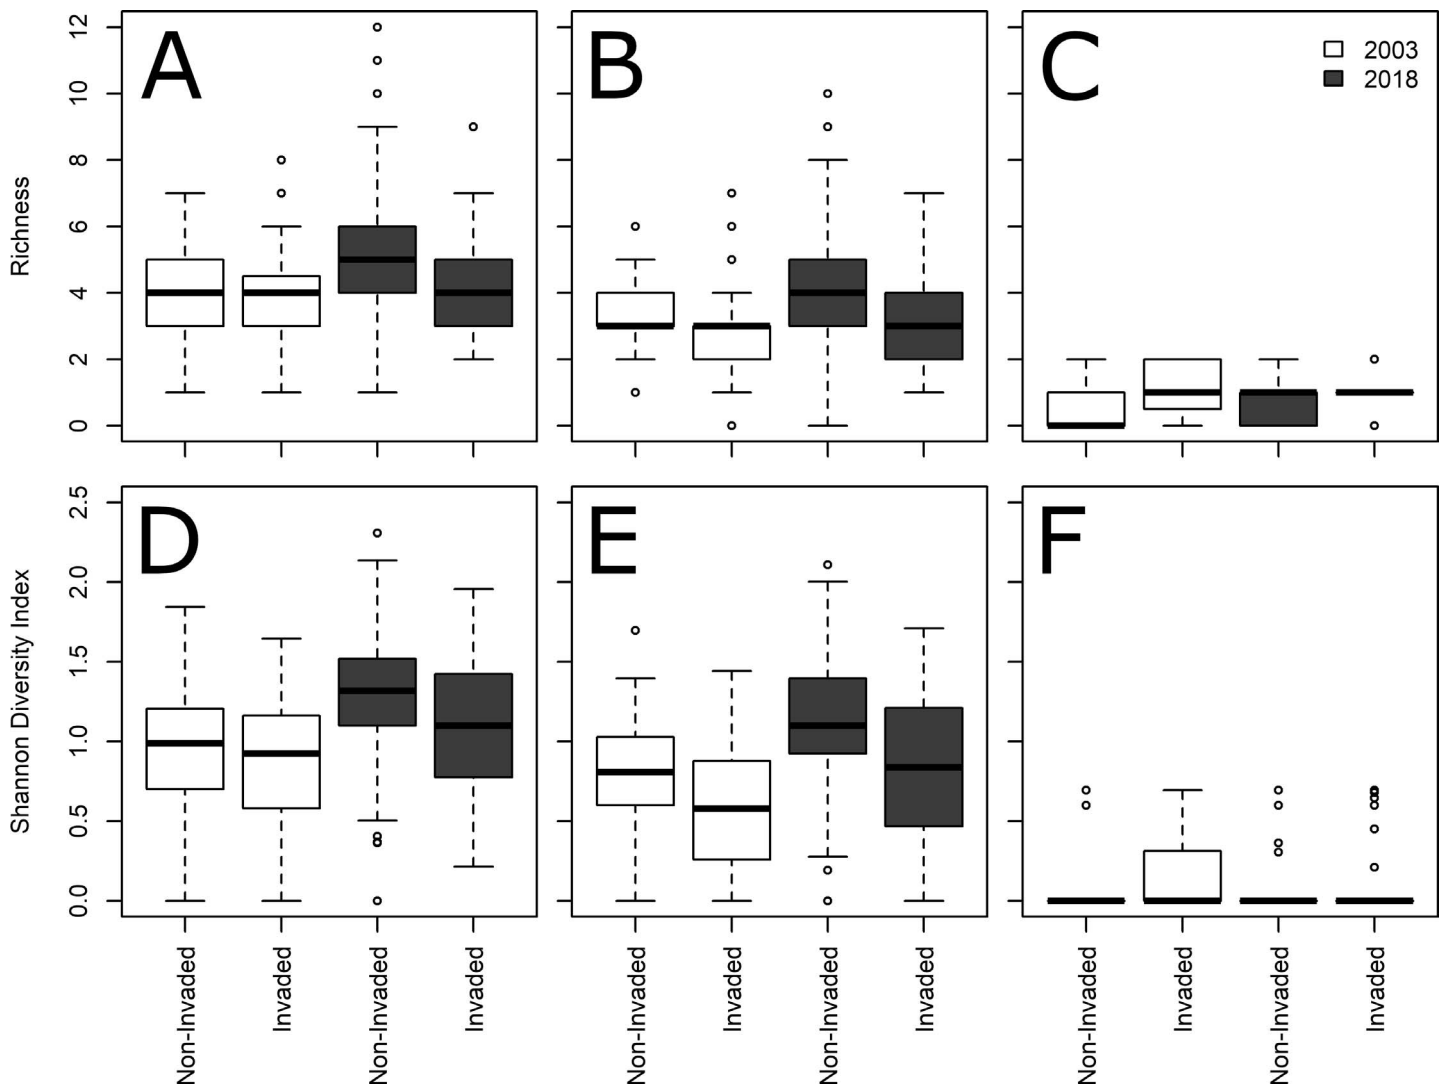 A
B
C
2003
2018
Richness
12
10
8
6
4
2
0
D
E
F
Shannon Diversity Index
2.5
2.0
1.5
1.0
0.5
0.0
Non-Invaded
Invaded
Non-Invaded
Invaded
Non-Invaded
Invaded
Non-Invaded
Invaded
Non-Invaded
Invaded
Non-Invaded
Invaded